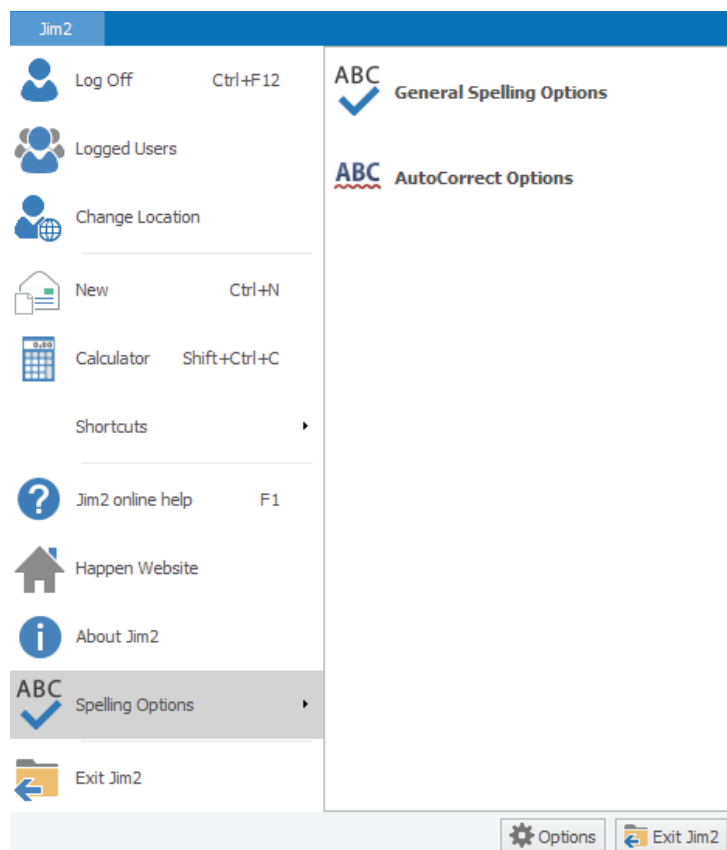 Jim2
Log Off Ctrl+F12
Logged Users
Change Location
New Ctrl+N
0,00
Calculator Shift+Ctrl+C
Shortcuts
Jim2 online help F1
Happen Website
About Jim2
ABC
Spelling Options
Exit Jim2
ABC
General Spelling Options
ABC AutoCorrect Options
Options Exit Jim2